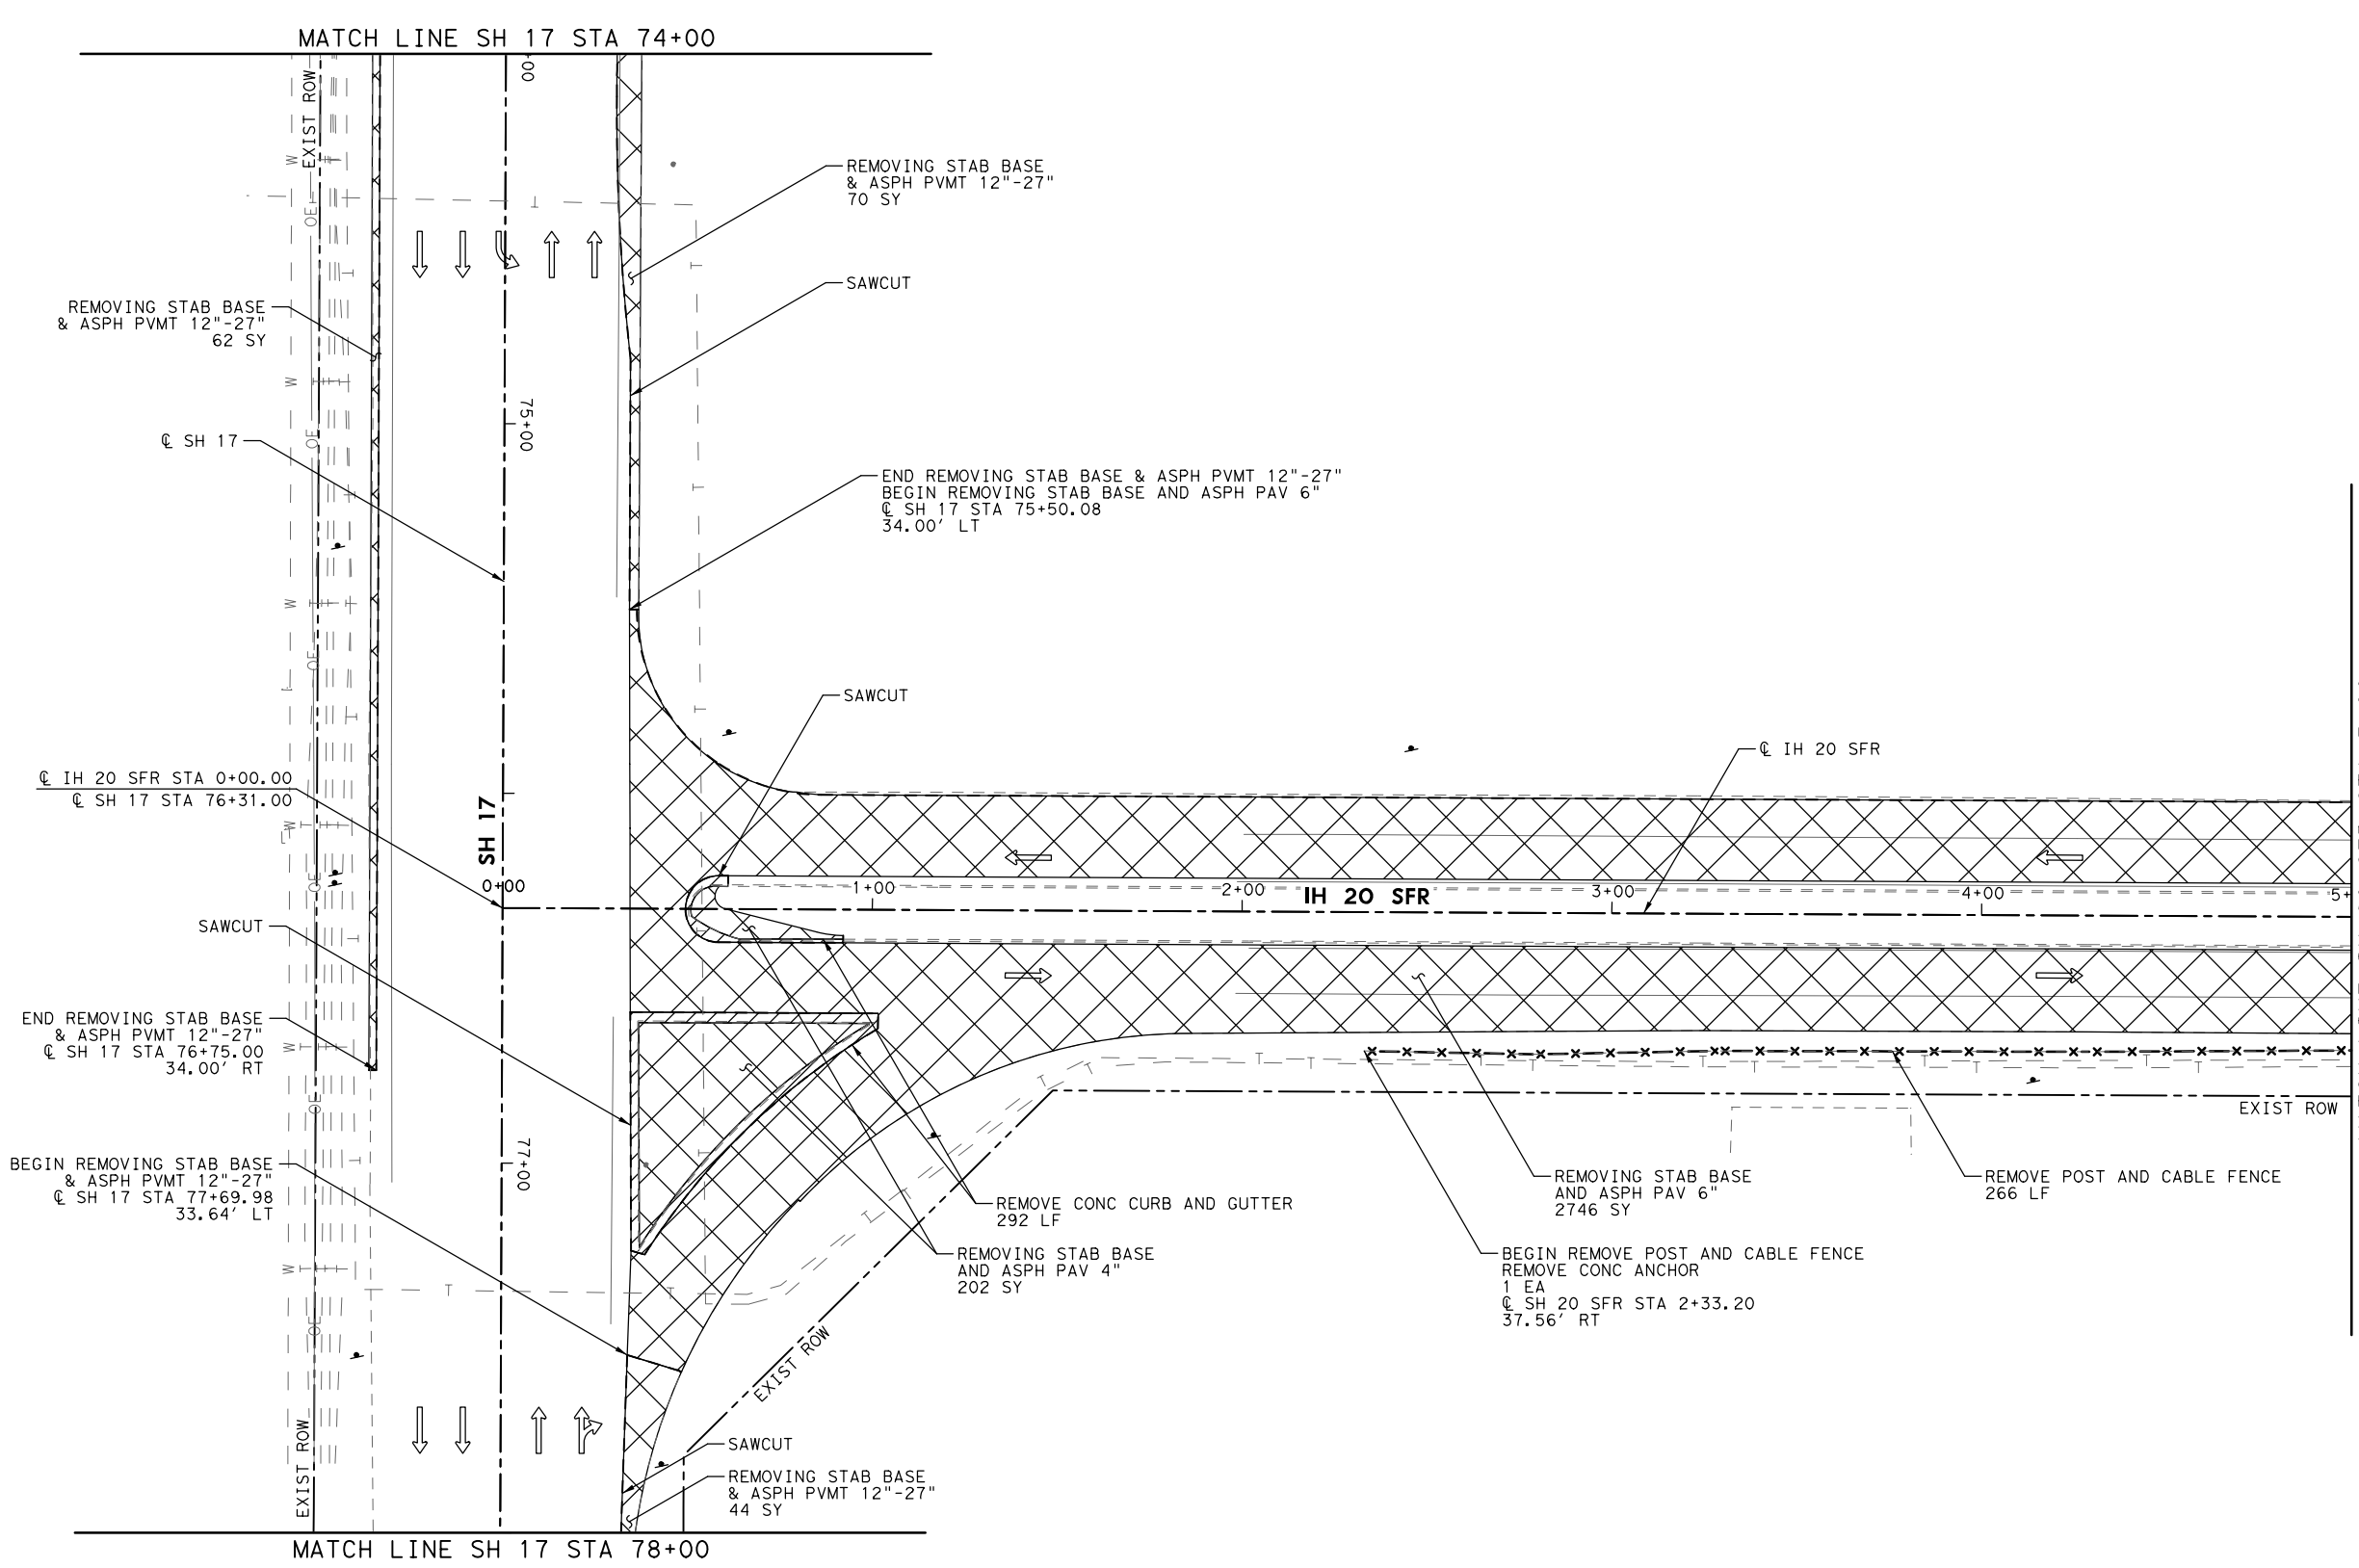 MATCH LINE SH 17 STA 74+00
EXIST ROW
+00
REMOVING STAB BASE
& ASPH PVMT 12"-27"
70 SY
SAWCUT
REMOVING STAB BASE
& ASPH PVMT 12"-27"
62 SY
75+00
℄ SH 17
END REMOVING STAB BASE & ASPH PVMT 12"-27"
BEGIN REMOVING STAB BASE AND ASPH PAV 6"
℄ SH 17 STA 75+50.08
34.00' LT
SAWCUT
℄ IH 20 SFR
℄ IH 20 SFR STA 0+00.00
℄ SH 17 STA 76+31.00
SH 17
0+00
1+00
2+00
IH 20 SFR
3+00
4+00
5+
SAWCUT
END REMOVING STAB BASE
& ASPH PVMT 12"-27"
℄ SH 17 STA 76+75.00
34.00' RT
EXIST ROW
77+00
BEGIN REMOVING STAB BASE
& ASPH PVMT 12"-27"
℄ SH 17 STA 77+69.98
33.64' LT
REMOVE CONC CURB AND GUTTER
292 LF
REMOVING STAB BASE
AND ASPH PAV 6"
2746 SY
REMOVE POST AND CABLE FENCE
266 LF
REMOVING STAB BASE
AND ASPH PAV 4"
202 SY
BEGIN REMOVE POST AND CABLE FENCE
REMOVE CONC ANCHOR
1 EA
℄ SH 20 SFR STA 2+33.20
37.56' RT
EXIST ROW
EXIST ROW
SAWCUT
REMOVING STAB BASE
& ASPH PVMT 12"-27"
44 SY
MATCH LINE SH 17 STA 78+00
W
W
W
W
W
W
OE
OE
OE
OE
OE
OE
T
T
T
T